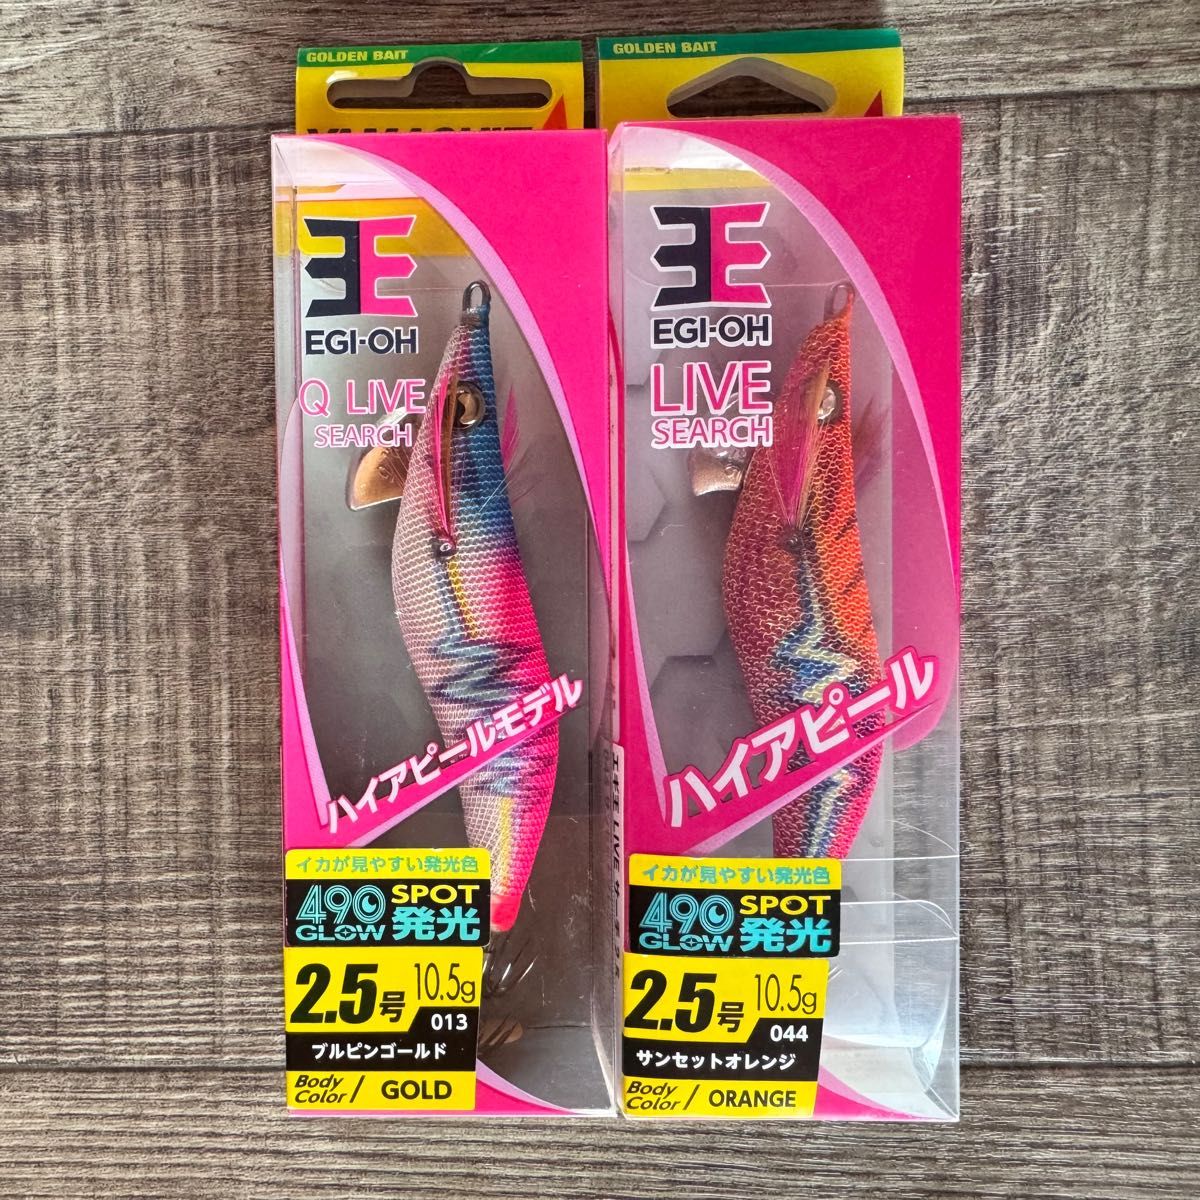 GOLDEN BAIT
EGI-OH
Q LIVE
SEARCH
ハイアピールモデル
イカが見やすい発光色
490 SPOT
GLOW 発光
2.5号 10.5g
013
ブルピンゴールド
Body
Color / GOLD
GOLDEN BAIT
EGI-OH
LIVE
SEARCH
ハイアピール
イカが見やすい発光色
490 SPOT
GLOW 発光
2.5号 10.5g
044
サンセットオレンジ
Body
Color / ORANGE